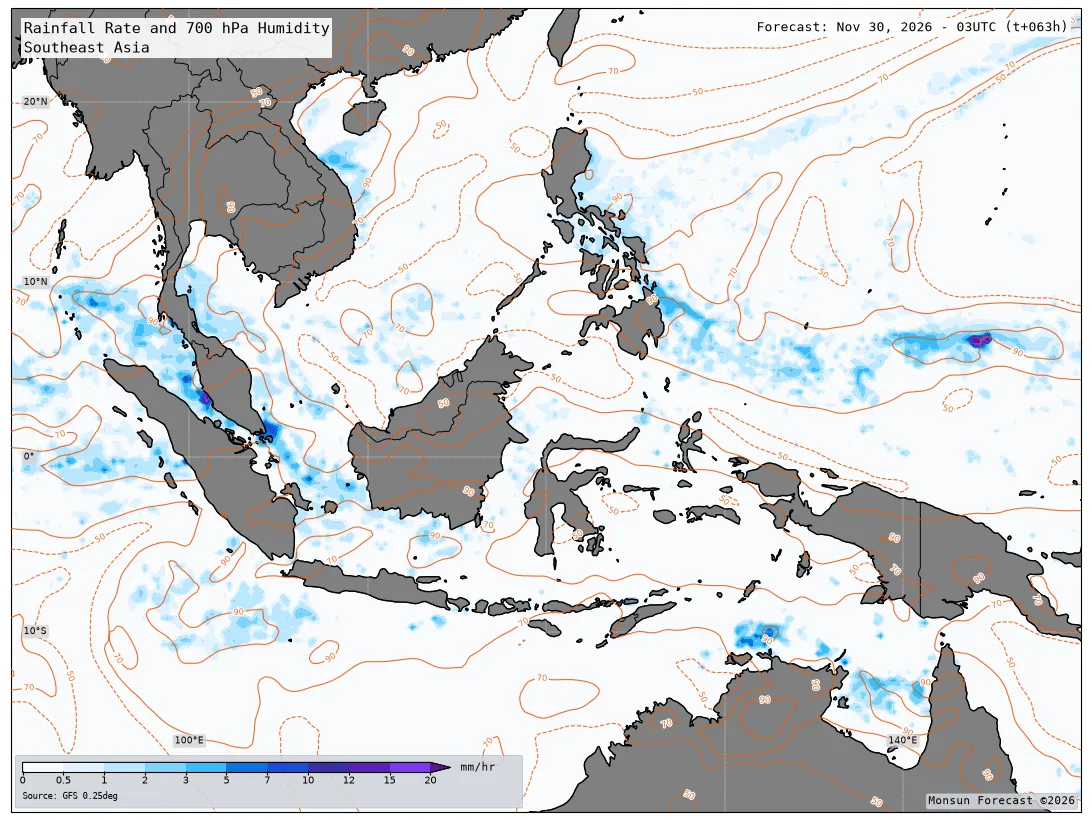 Rainfall Rate and 700 hPa Humidity
Southeast Asia
Forecast: Nov 30, 2026 - 03UTC (t+063h)
20°N
10°N
0°
10°S
100°E
140°E
0 0.5 1 2 3 5 7 10 12 15 20 mm/hr
Source: GFS 0.25deg
Monsun Forecast ©2026